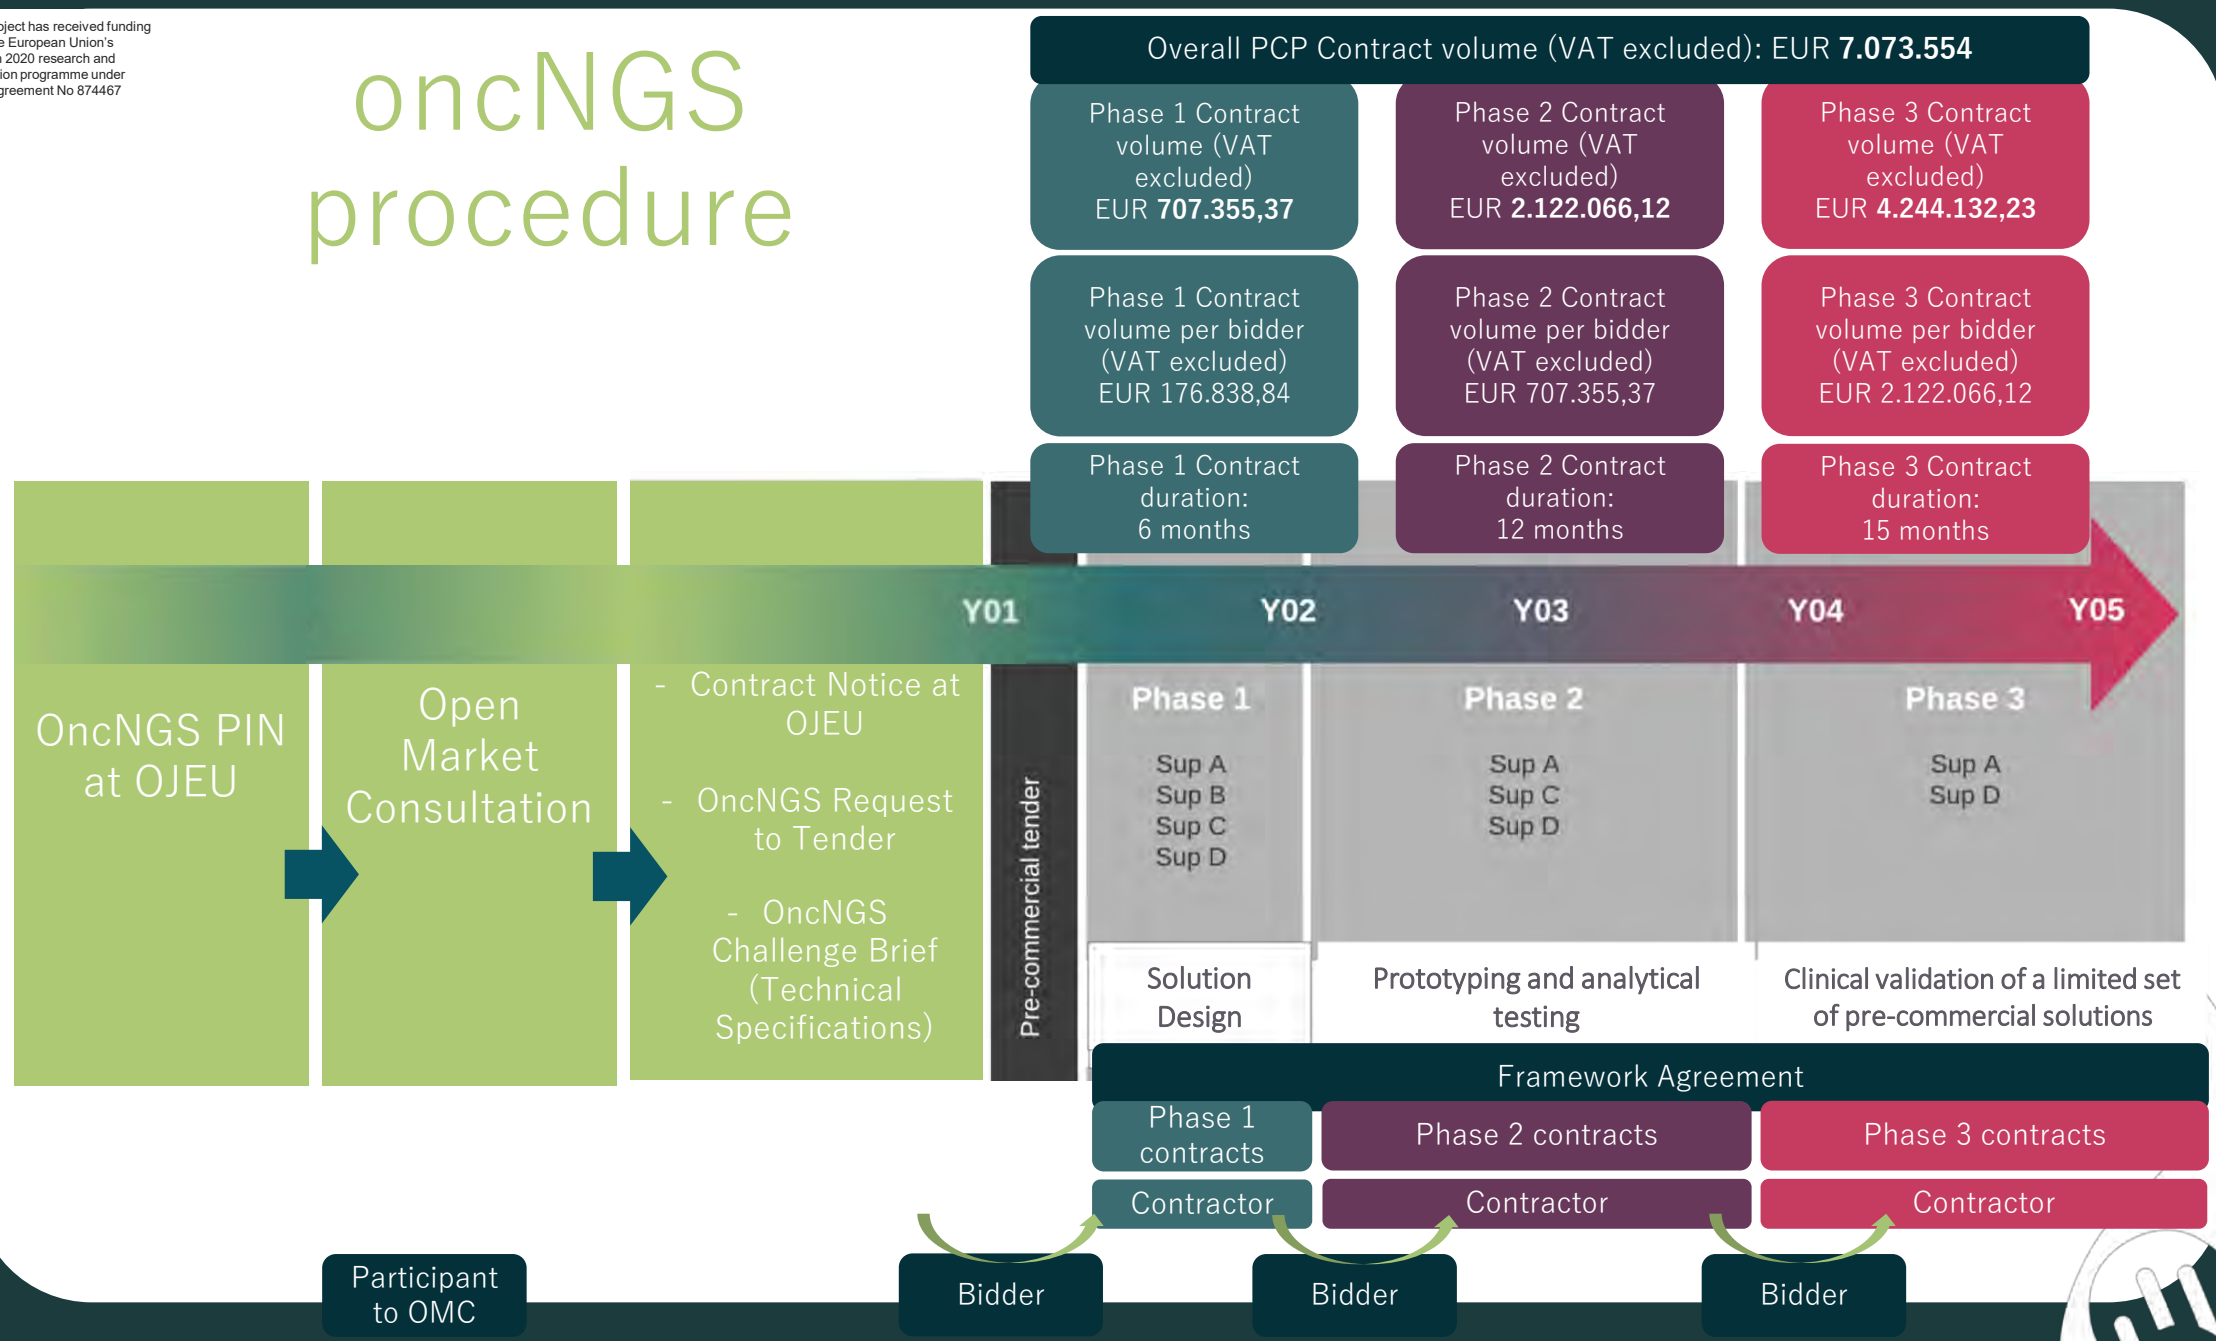 oject has received funding
e European Union's
2020 research and
ion programme under
greement No 874467
oncNGS
procedure
Overall PCP Contract volume (VAT excluded): EUR 7.073.554
Phase 1 Contract
volume (VAT
excluded)
EUR 707.355,37
Phase 2 Contract
volume (VAT
excluded)
EUR 2.122.066,12
Phase 3 Contract
volume (VAT
excluded)
EUR 4.244.132,23
Phase 1 Contract
volume per bidder
(VAT excluded)
EUR 176.838,84
Phase 2 Contract
volume per bidder
(VAT excluded)
EUR 707.355,37
Phase 3 Contract
volume per bidder
(VAT excluded)
EUR 2.122.066,12
Phase 1 Contract
duration:
6 months
Phase 2 Contract
duration:
12 months
Phase 3 Contract
duration:
15 months
Y01
Y02
Y03
Y04
Y05
OncNGS PIN
at OJEU
Open
Market
Consultation
- Contract Notice at
OJEU
- OncNGS Request
to Tender
- OncNGS
Challenge Brief
(Technical
Specifications)
Pre-commercial tender
Phase 1
Sup A
Sup B
Sup C
Sup D
Phase 2
Sup A
Sup C
Sup D
Phase 3
Sup A
Sup D
Solution
Design
Prototyping and analytical
testing
Clinical validation of a limited set
of pre-commercial solutions
Framework Agreement
Phase 1
contracts
Phase 2 contracts
Phase 3 contracts
Contractor
Contractor
Contractor
Participant
to OMC
Bidder
Bidder
Bidder